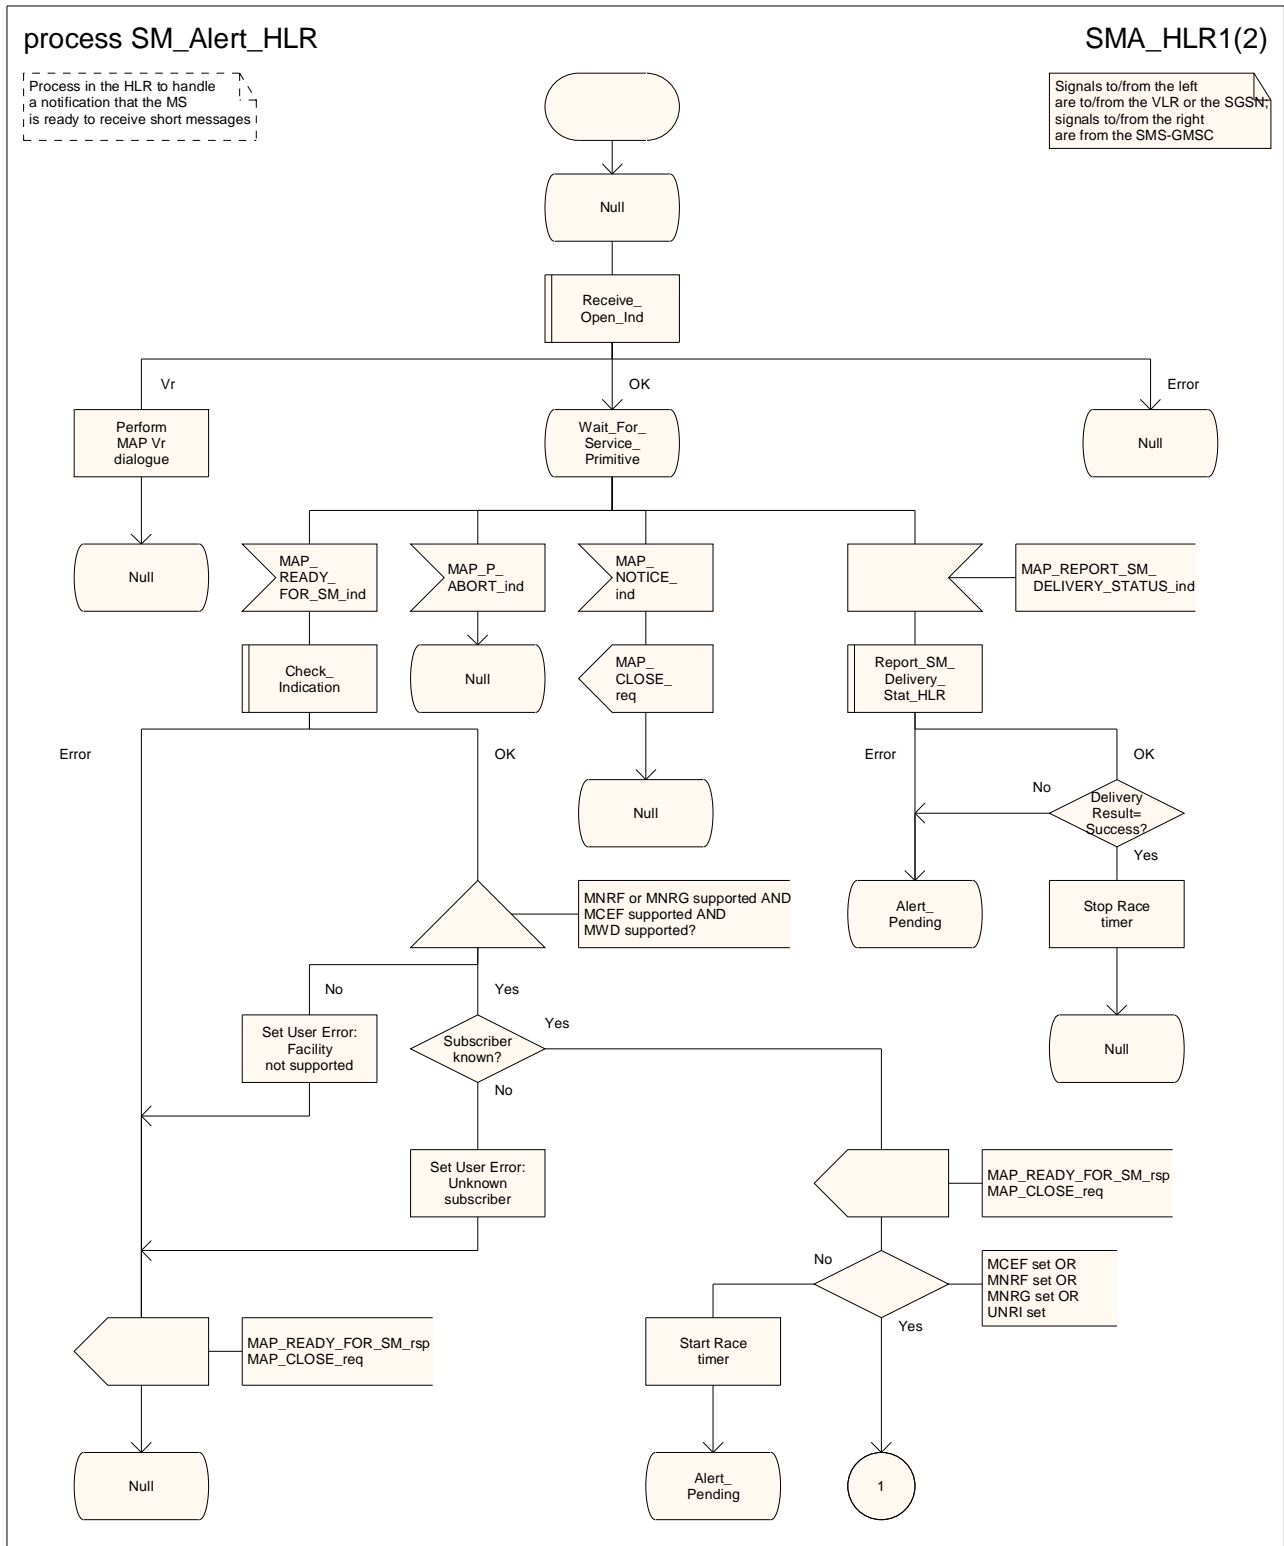 process SM_Alert_HLR
SMA_HLR1(2)
Process in the HLR to handle
a notification that the MS
is ready to receive short messages
Signals to/from the left
are to/from the VLR or the SGSN;
signals to/from the right
are from the SMS-GMSC
Null
Receive_
Open_Ind
Vr
OK
Error
Perform
MAP Vr
dialogue
Wait_For_
Service_
Primitive
Null
Null
MAP_
READY_
FOR_SM_ind
MAP_P_
ABORT_ind
MAP_
NOTICE_
ind
MAP_REPORT_SM_
DELIVERY_STATUS_ind
Check_
Indication
Null
MAP_
CLOSE_
req
Report_SM_
Delivery_
Stat_HLR
Error
OK
Error
OK
Null
No
Delivery
Result=
Success?
Yes
MNRF or MNRG supported AND
MCEF supported AND
MWD supported?
Alert_
Pending
Stop Race
timer
No
Yes
Set User Error:
Facility
not supported
Subscriber
known?
Yes
No
Null
Set User Error:
Unknown
subscriber
MAP_READY_FOR_SM_rsp
MAP_CLOSE_req
No
MCEF set OR
MNRF set OR
MNRG set OR
UNRI set
Yes
MAP_READY_FOR_SM_rsp
MAP_CLOSE_req
Start Race
timer
Null
Alert_
Pending
1